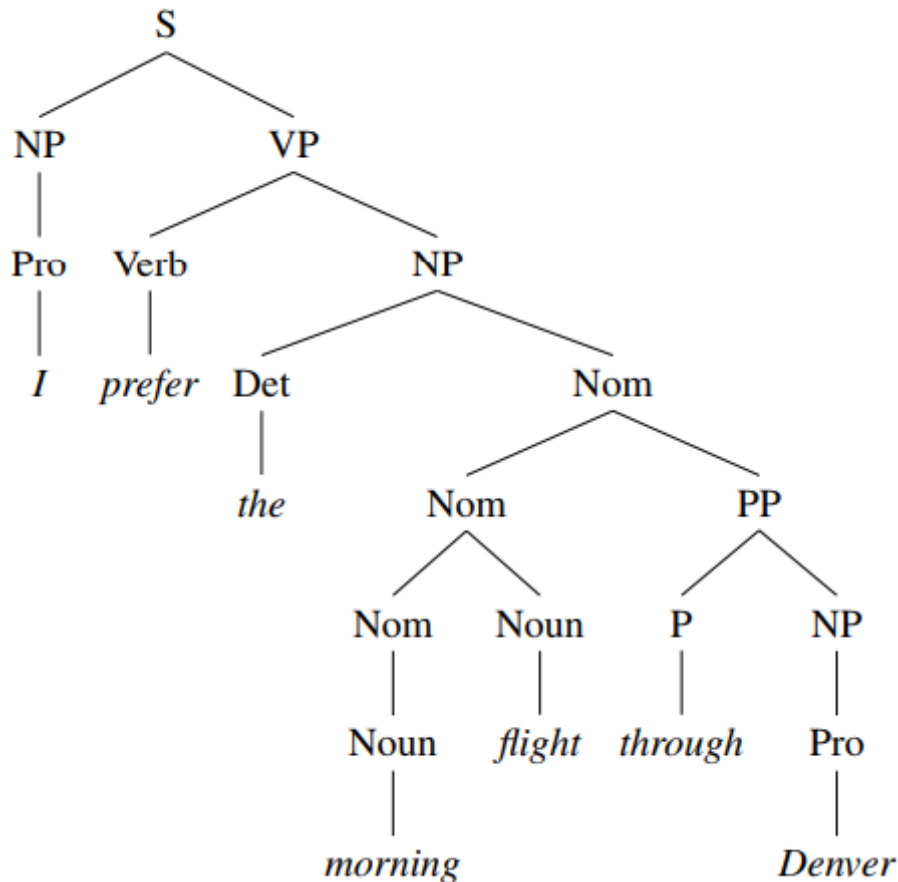 S
NP VP
Pro Verb NP
I prefer Det Nom
the Nom PP
Nom Noun P NP
Noun flight through Pro
morning Denver